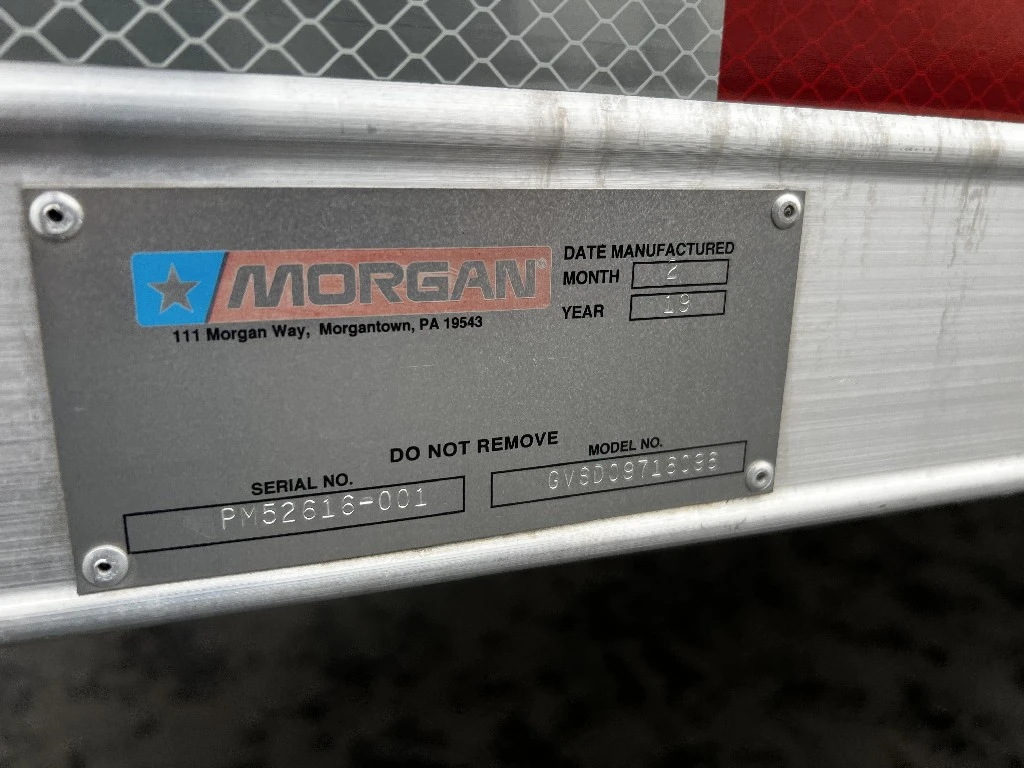 MORGAN®
111 Morgan Way, Morgantown, PA 19543
DATE MANUFACTURED
MONTH 2
YEAR 19
DO NOT REMOVE
SERIAL NO.
PM52616-001
MODEL NO.
GVSD09716096